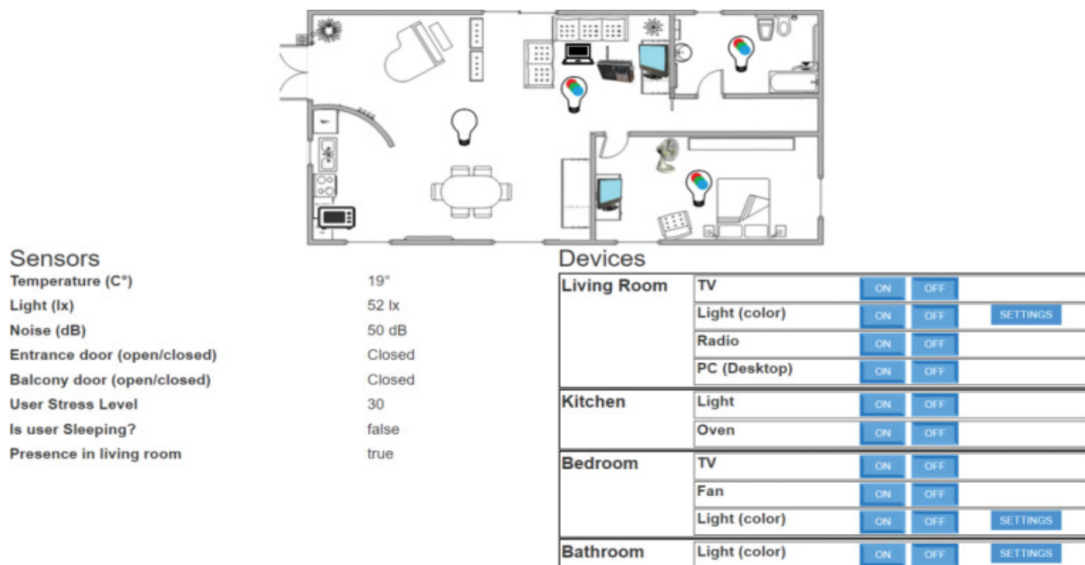 Sensors
Temperature (C°) 19°
Light (lx) 52 lx
Noise (dB) 50 dB
Entrance door (open/closed) Closed
Balcony door (open/closed) Closed
User Stress Level 30
Is user Sleeping? false
Presence in living room true
Devices
Living Room TV ON OFF
Light (color) ON OFF SETTINGS
Radio ON OFF
PC (Desktop) ON OFF
Kitchen Light ON OFF
Oven ON OFF
Bedroom TV ON OFF
Fan ON OFF
Light (color) ON OFF SETTINGS
Bathroom Light (color) ON OFF SETTINGS